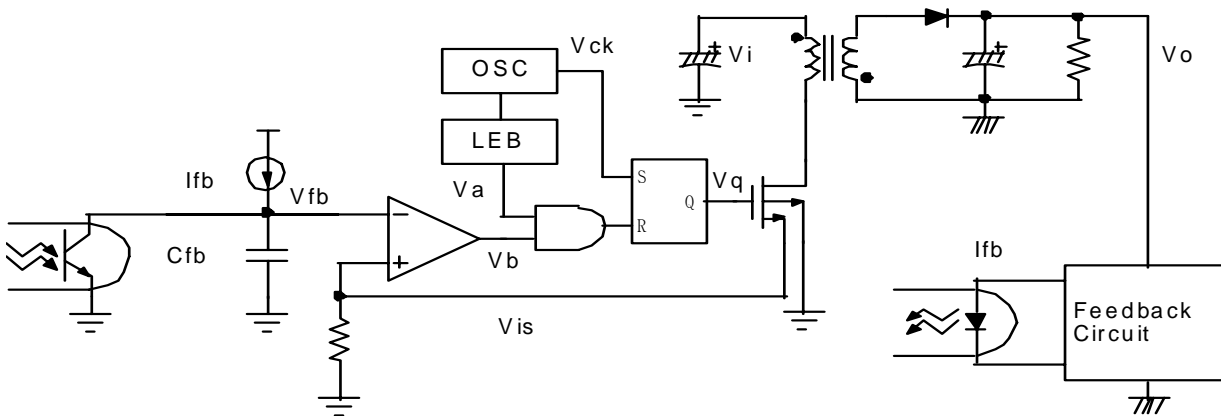 Vck
Vi
OSC
LEB
Vo
Ifb
Vfb
Va
S
Q
R
Vq
Cfb
Vb
Vis
Ifb
Feedback
Circuit